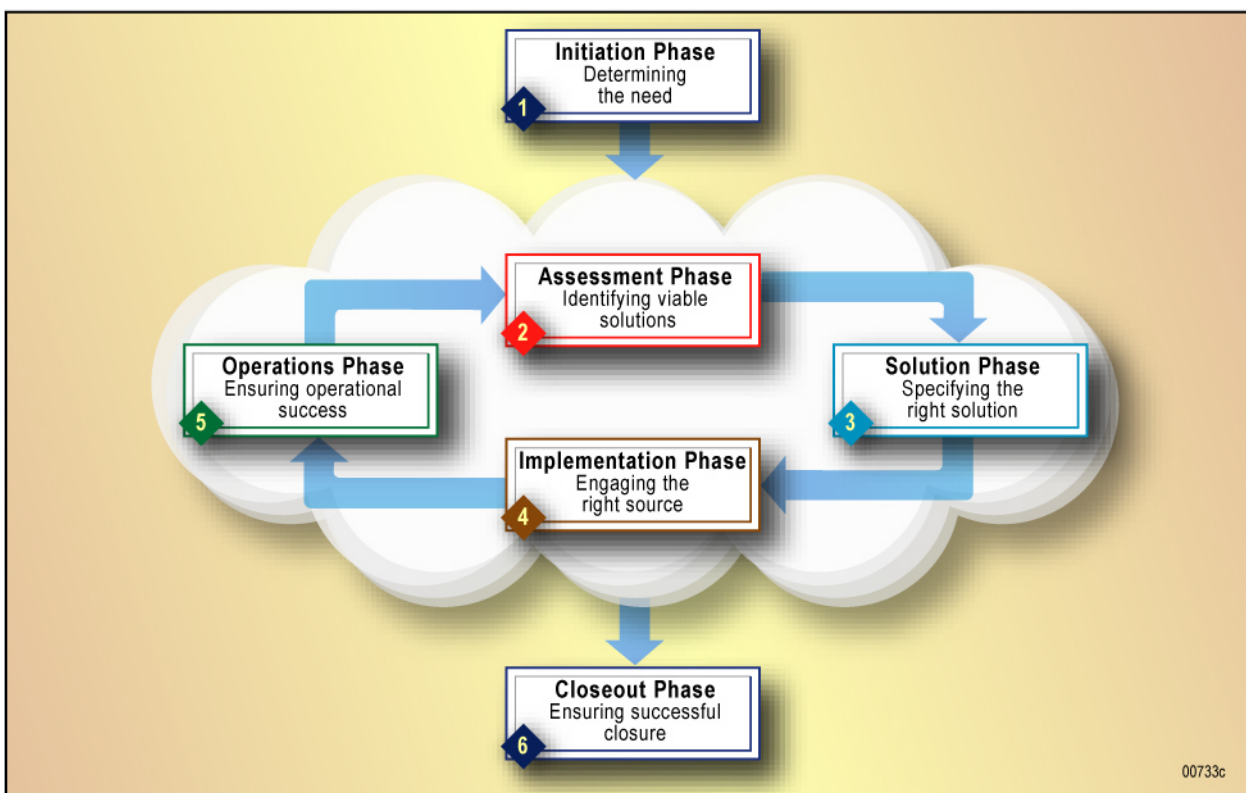 Initiation Phase
Determining
the need
1
Assessment Phase
Identifying viable
solutions
2
Operations Phase
Ensuring operational
success
5
Solution Phase
Specifying the
right solution
3
Implementation Phase
Engaging the
right source
4
Closeout Phase
Ensuring successful
closure
6
00733c